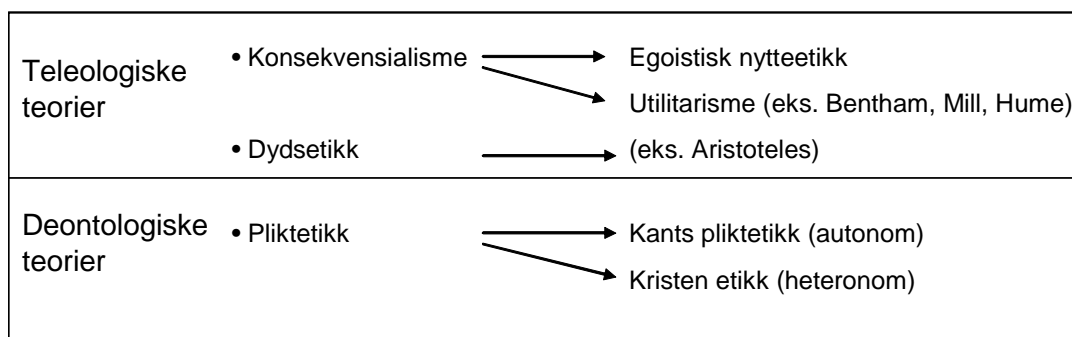 Teleologiske
teorier
• Konsekvensialisme
Egoistisk nytteetikk
Utilitarisme (eks. Bentham, Mill, Hume)
• Dydsetikk
(eks. Aristoteles)
Deontologiske
teorier
• Pliktetikk
Kants pliktetikk (autonom)
Kristen etikk (heteronom)